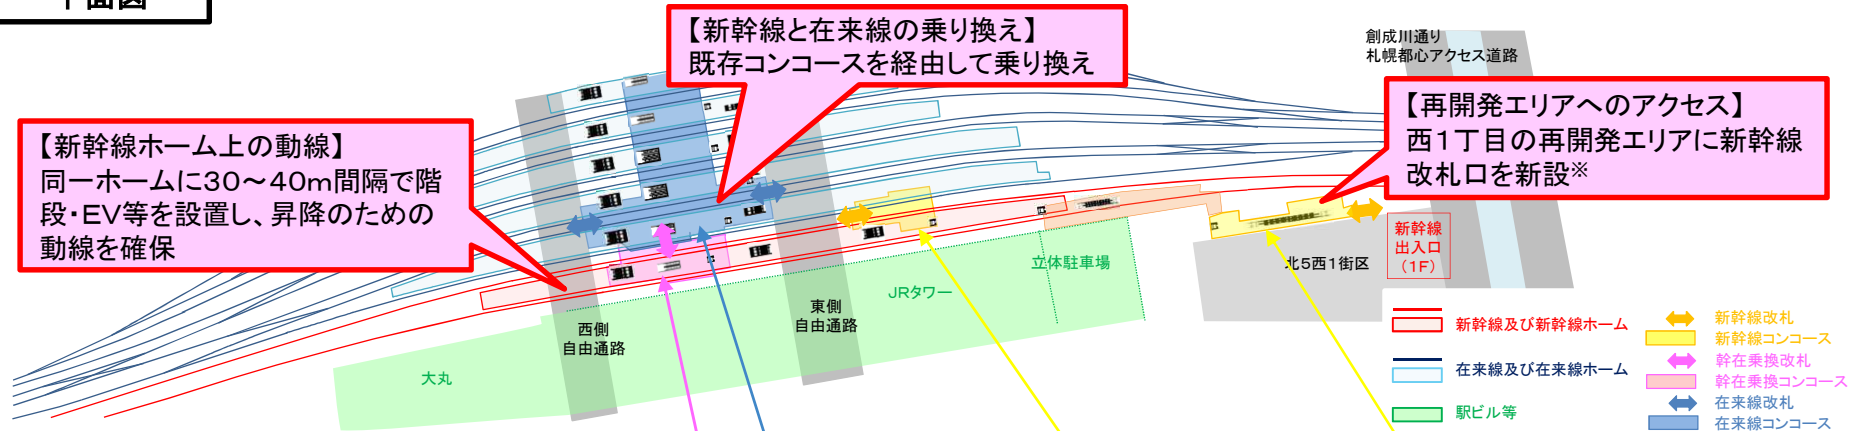 平面図
【新幹線と在来線の乗り換え】
既存コンコースを経由して乗り換え
創成川通り
札幌都心アクセス道路
【再開発エリアへのアクセス】
西1丁目の再開発エリアに新幹線
改札口を新設※
【新幹線ホーム上の動線】
同一ホームに30～40m間隔で階
段・EV等を設置し、昇降のための
動線を確保
新幹線
出入口
（1F）
北5西1街区
立体駐車場
JRタワー
東側
自由通路
西側
自由通路
大丸
新幹線及び新幹線ホーム
在来線及び在来線ホーム
駅ビル等
新幹線改札
新幹線コンコース
幹在乗換改札
幹在乗換コンコース
在来線改札
在来線コンコース